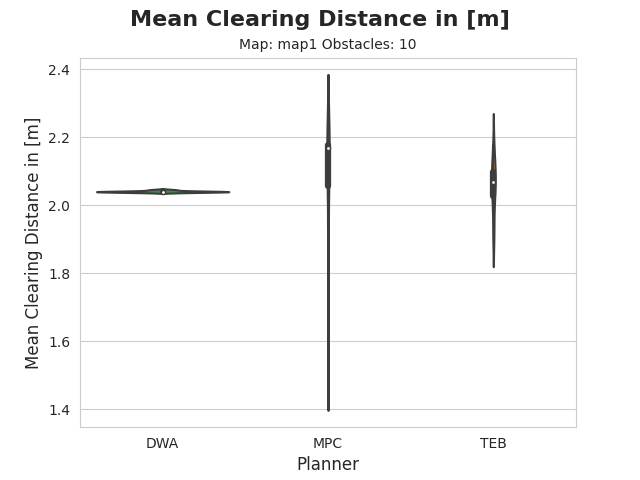 Mean Clearing Distance in [m]
Map: map1 Obstacles: 10
Mean Clearing Distance in [m]
2.4
2.2
2.0
1.8
1.6
1.4
DWA MPC TEB
Planner